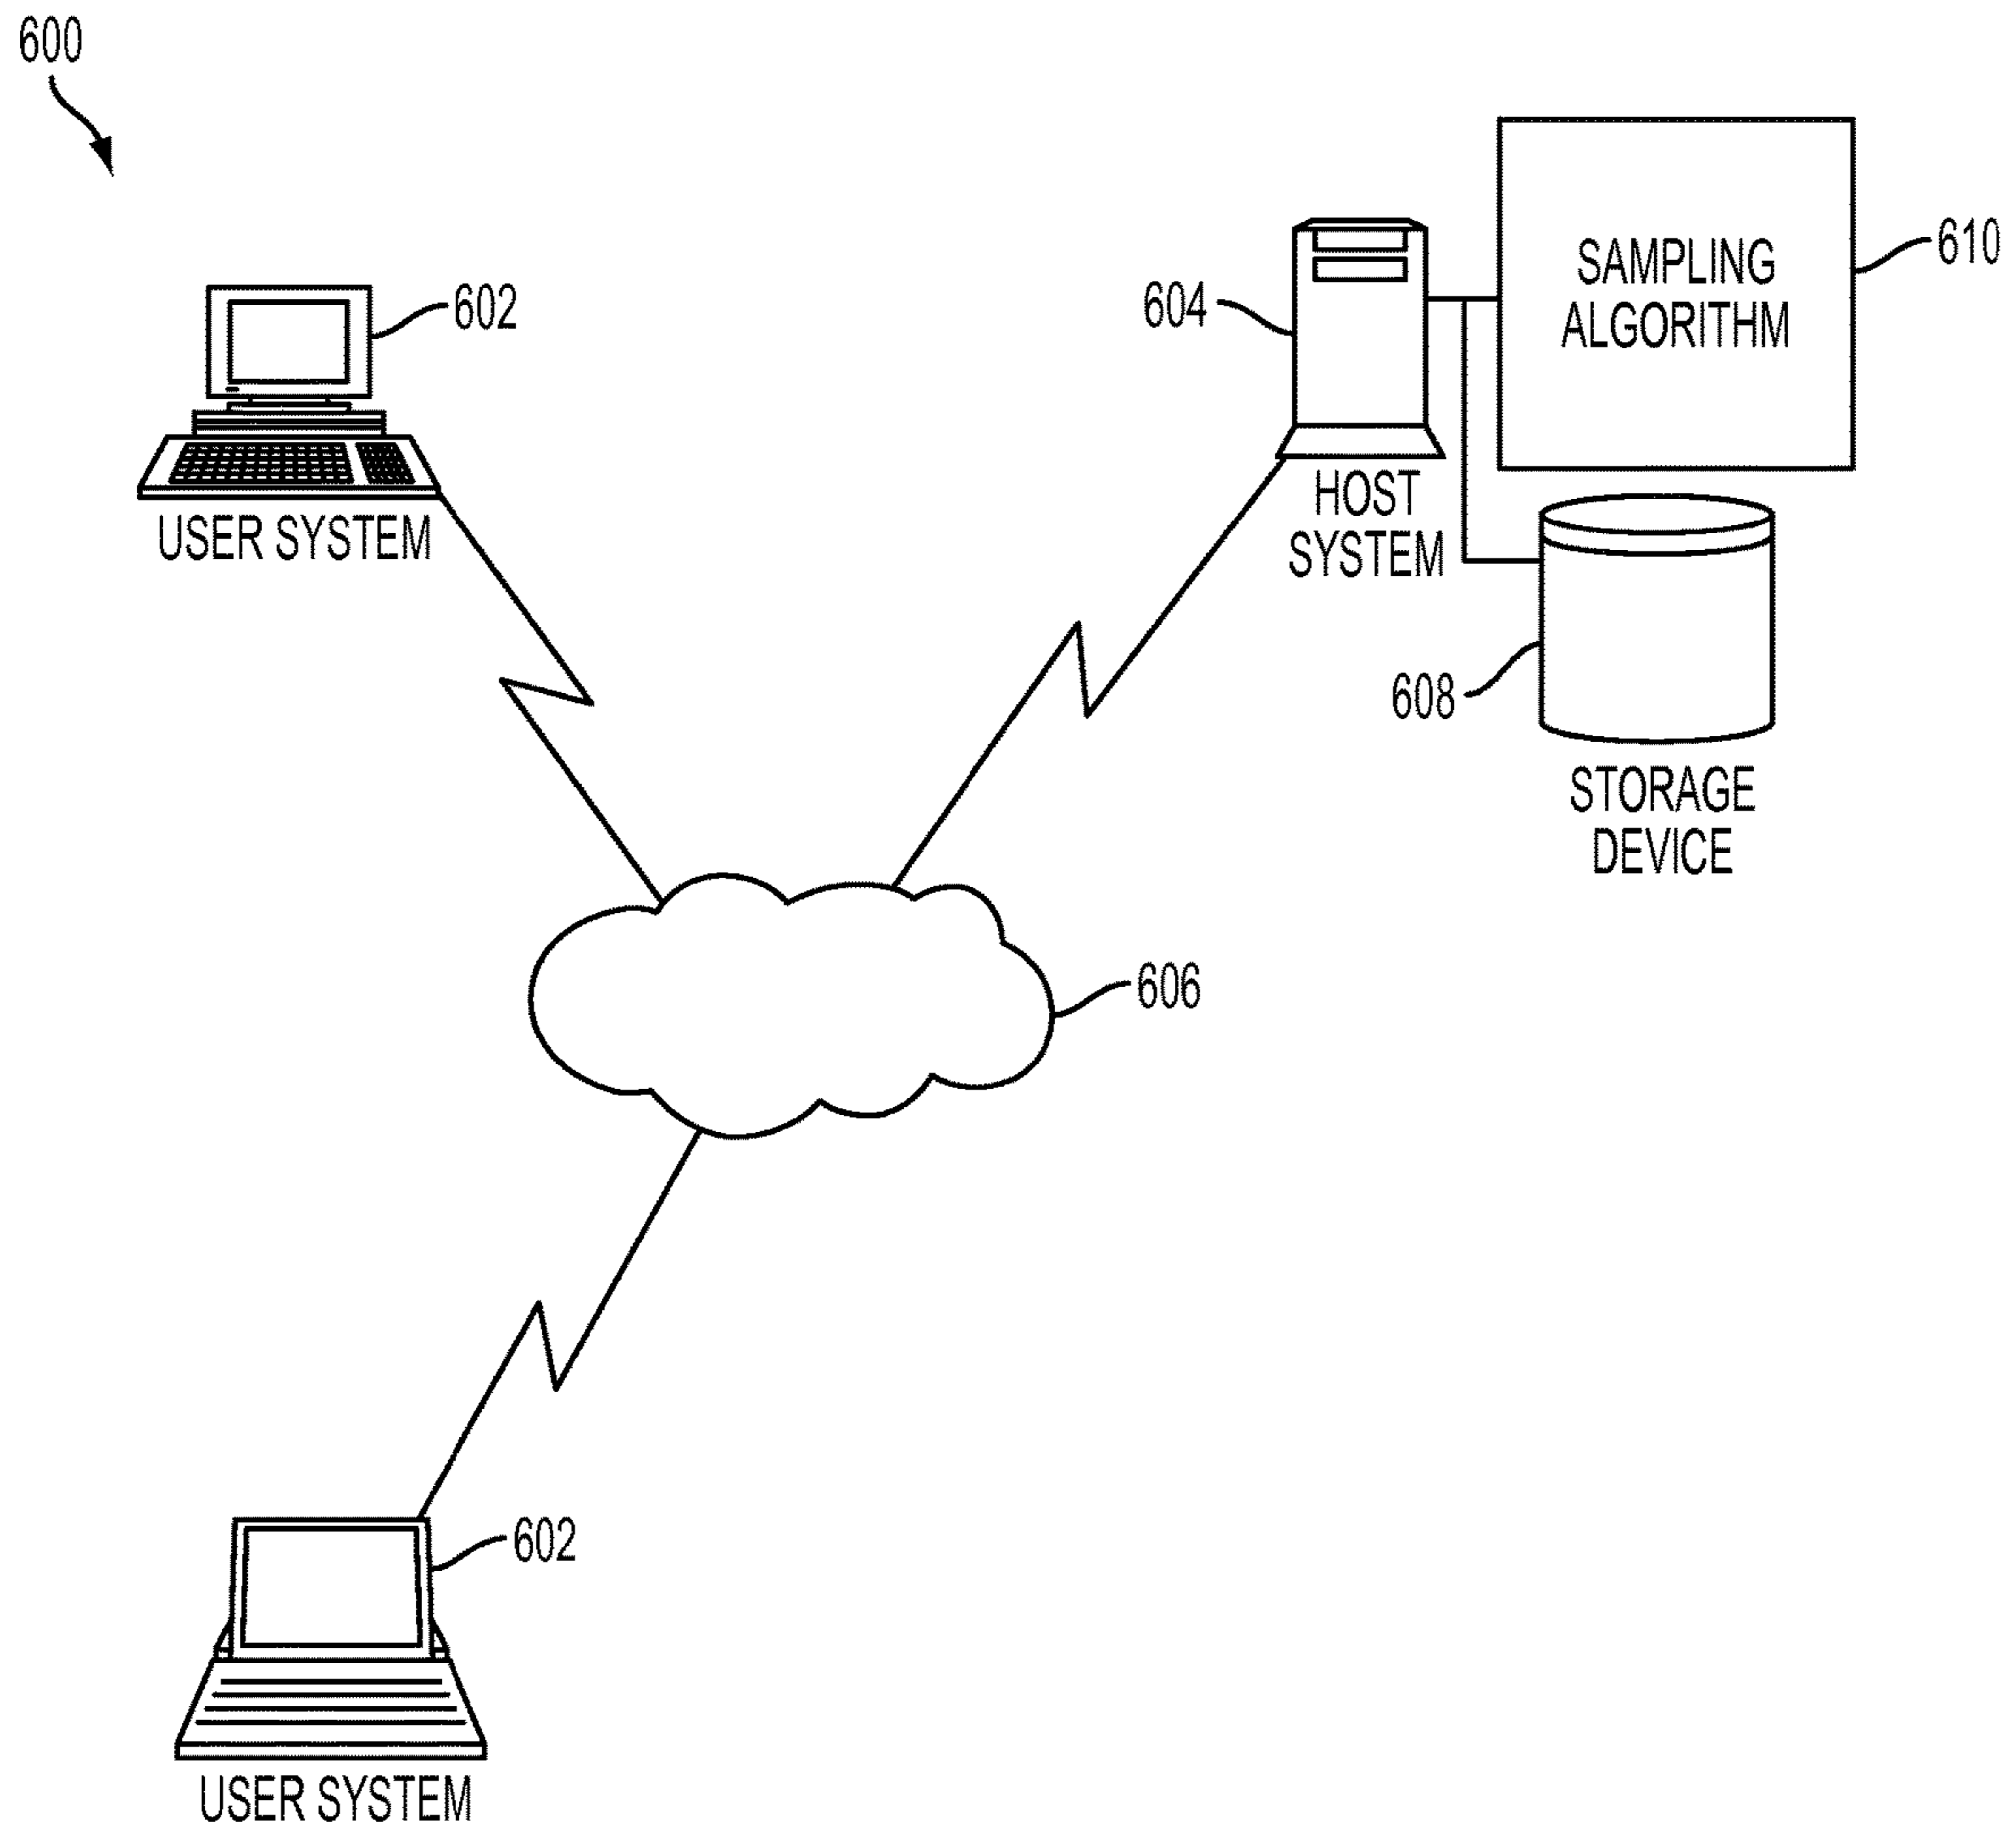 600
602
USER SYSTEM
604
HOST
SYSTEM
SAMPLING
ALGORITHM
610
608
STORAGE
DEVICE
606
602
USER SYSTEM